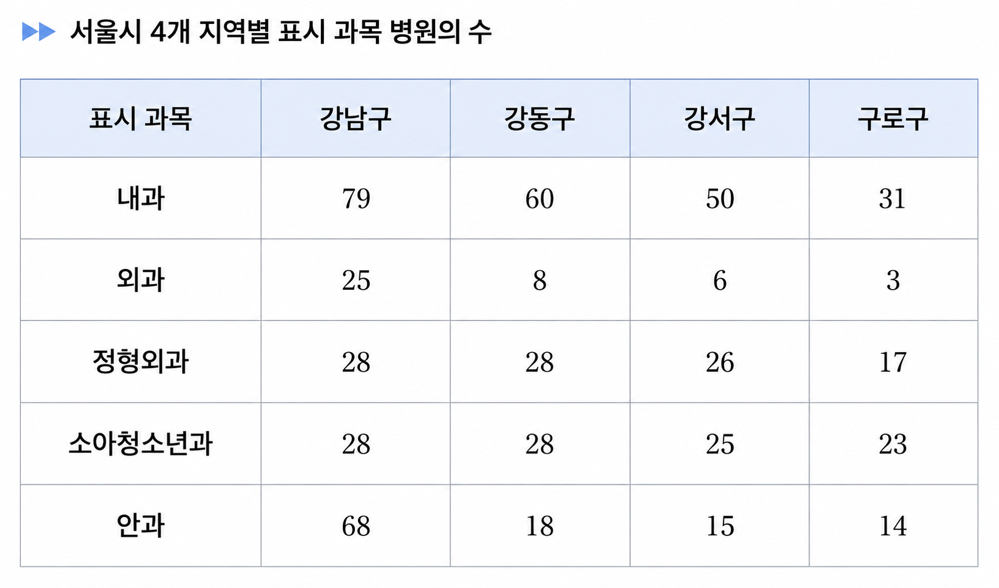 ▶▶ 서울시 4개 지역별 표시 과목 병원의 수
표시 과목 강남구 강동구 강서구 구로구
내과 79 60 50 31
외과 25 8 6 3
정형외과 28 28 26 17
소아청소년과 28 28 25 23
안과 68 18 15 14